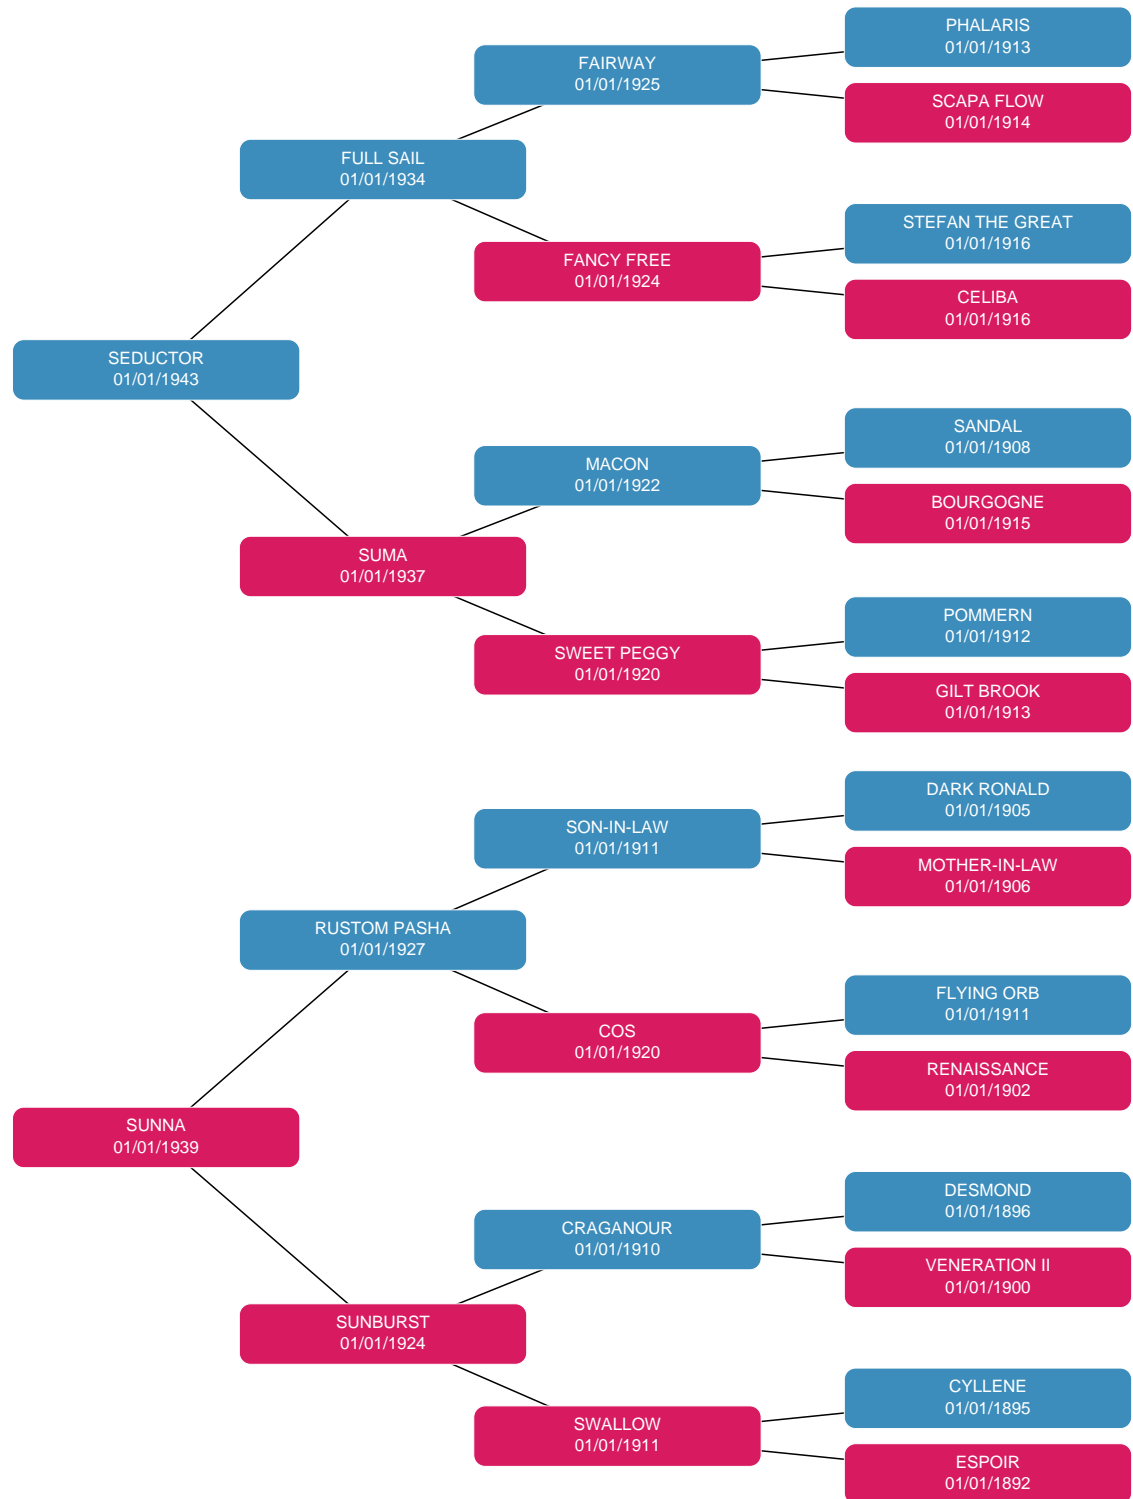 PHALARIS
01/01/1913
FAIRWAY
01/01/1925
SCAPA FLOW
01/01/1914
FULL SAIL
01/01/1934
STEFAN THE GREAT
01/01/1916
FANCY FREE
01/01/1924
CELIBA
01/01/1916
SEDUCTOR
01/01/1943
SANDAL
01/01/1908
MACON
01/01/1922
BOURGOGNE
01/01/1915
SUMA
01/01/1937
POMMERN
01/01/1912
SWEET PEGGY
01/01/1920
GILT BROOK
01/01/1913
DARK RONALD
01/01/1905
SON-IN-LAW
01/01/1911
MOTHER-IN-LAW
01/01/1906
RUSTOM PASHA
01/01/1927
FLYING ORB
01/01/1911
COS
01/01/1920
RENAISSANCE
01/01/1902
SUNNA
01/01/1939
DESMOND
01/01/1896
CRAGANOUR
01/01/1910
VENERATION II
01/01/1900
SUNBURST
01/01/1924
CYLLENE
01/01/1895
SWALLOW
01/01/1911
ESPOIR
01/01/1892